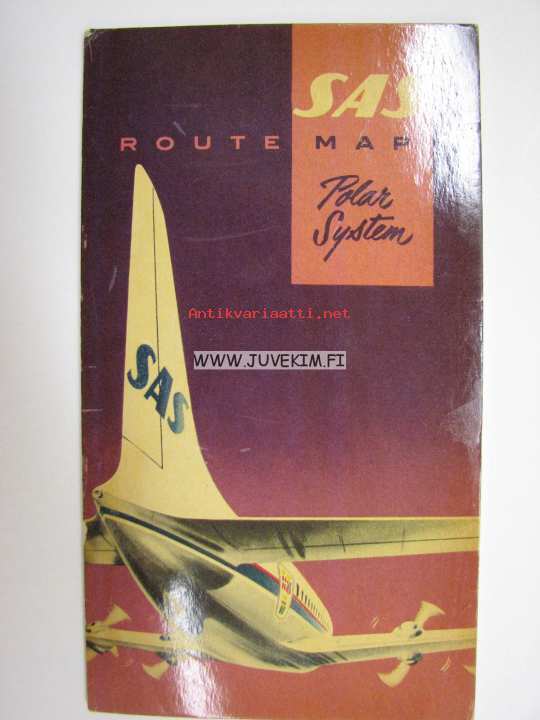 SAS
ROUTE MAP
Polar
System
Antikvariaatti.net
WWW.JUVEKIM.FI
SAS